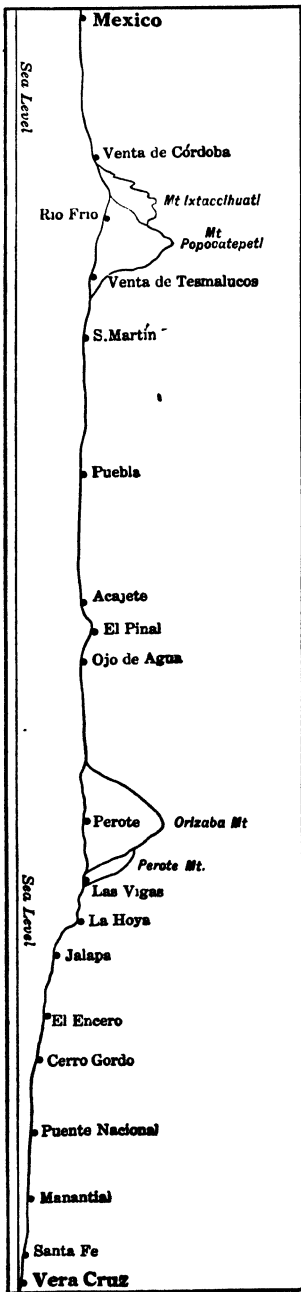 Mexico
Sea Level
Venta de Córdoba
Mt Ixtaccihuatl
Rio Frio
Mt
Popocatepetl
Venta de Tesmalucos
S. Martín
Puebla
Acajete
El Pinal
Ojo de Agua
Perote
Orizaba Mt
Perote Mt.
Las Vigas
Sea Level
La Hoya
Jalapa
El Encero
Cerro Gordo
Puente Nacional
Manantial
Santa Fe
Vera Cruz